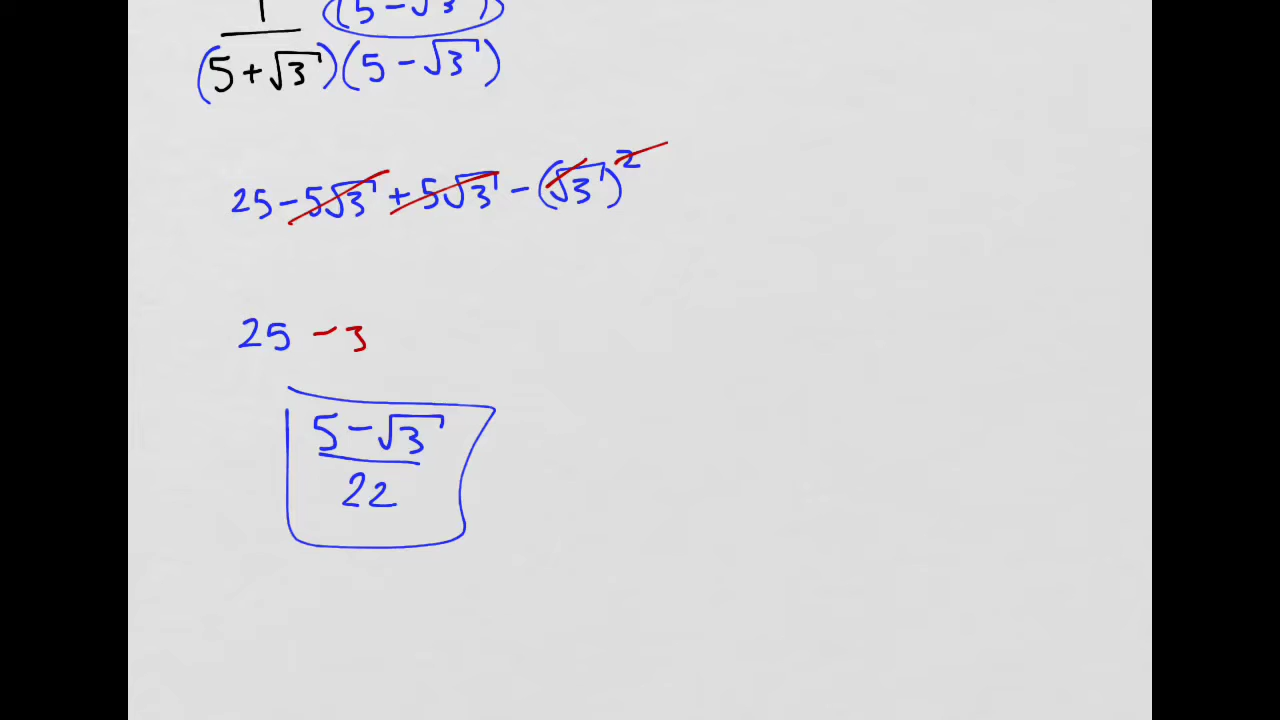 1 (5 - √3)
(5 + √3)(5 - √3)
25 - 5√3 + 5√3 - (√3)²
25 - 3
5 - √3
22